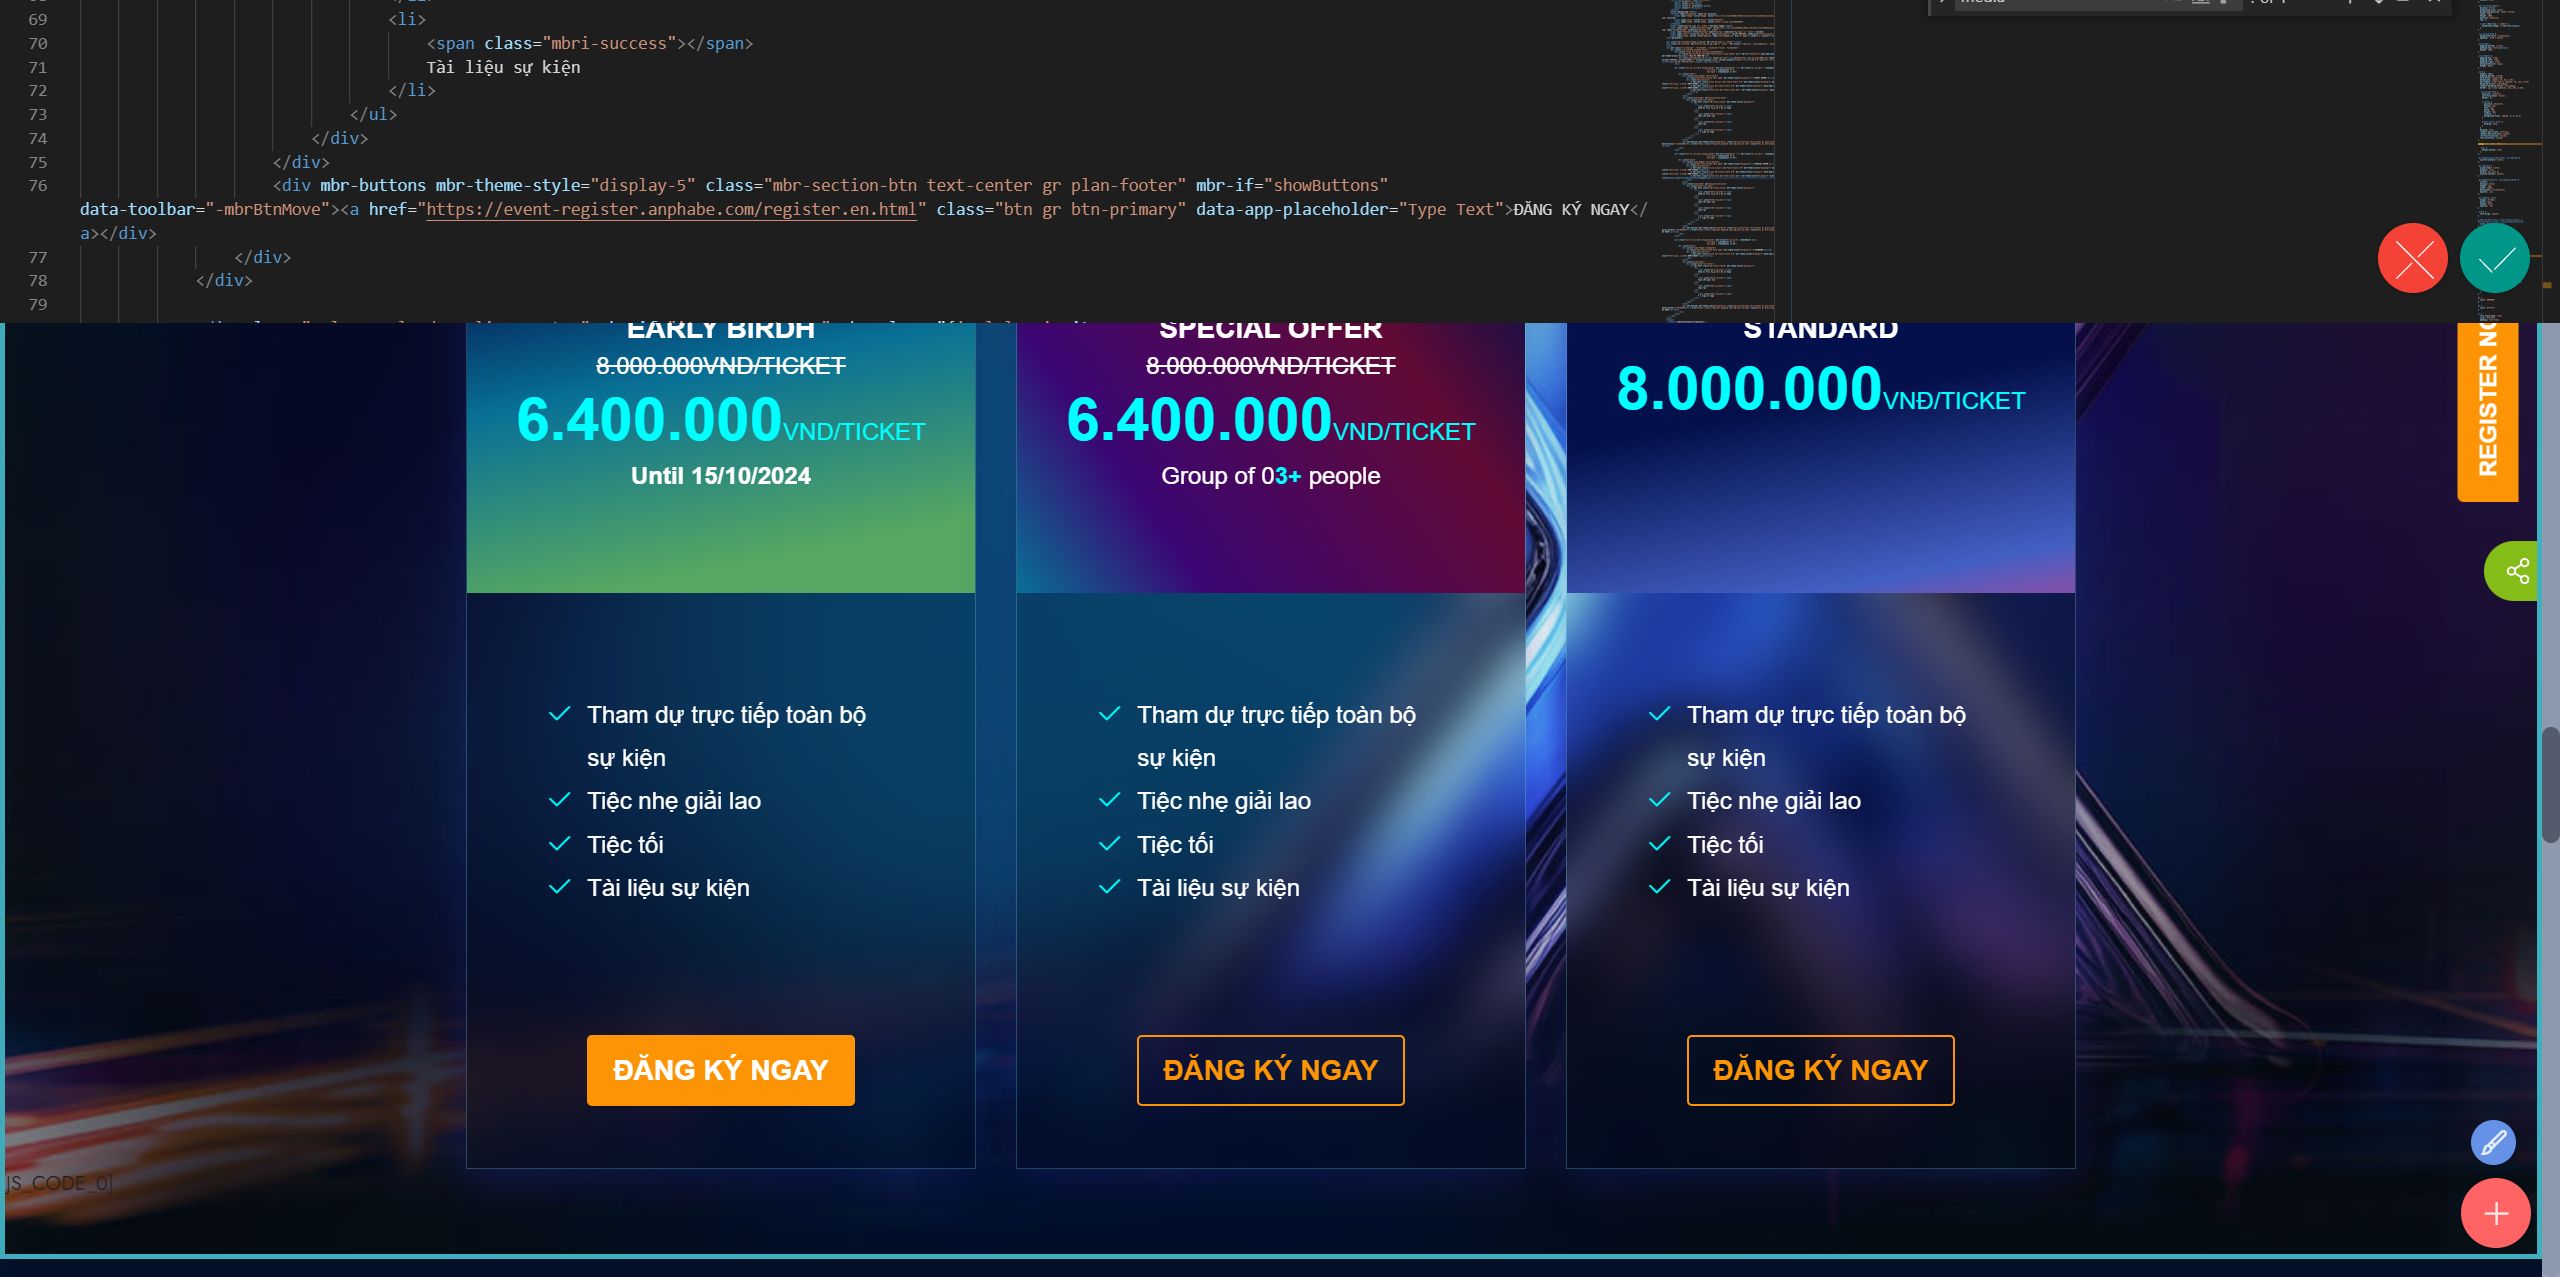 69 <li>
70 <span class="mbri-success"></span>
71 Tài liệu sự kiện
72 </li>
73 </ul>
74 </div>
75 </div>
76 <div mbr-buttons mbr-theme-style="display-5" class="mbr-section-btn text-center gr plan-footer" mbr-if="showButtons"
data-toolbar="-mbrBtnMove"><a href="https://event-register.anphabe.com/register.en.html" class="btn gr btn-primary" data-app-placeholder="Type Text">ĐĂNG KÝ NGAY</
a></div>
77 </div>
78 </div>
79
EARLY BIRDH
8.000.000VND/TICKET
6.400.000VND/TICKET
Until 15/10/2024
Tham dự trực tiếp toàn bộ
sự kiện
Tiệc nhẹ giải lao
Tiệc tối
Tài liệu sự kiện
ĐĂNG KÝ NGAY
SPECIAL OFFER
8.000.000VND/TICKET
6.400.000VND/TICKET
Group of 03+ people
Tham dự trực tiếp toàn bộ
sự kiện
Tiệc nhẹ giải lao
Tiệc tối
Tài liệu sự kiện
ĐĂNG KÝ NGAY
STANDARD
8.000.000VNĐ/TICKET
Tham dự trực tiếp toàn bộ
sự kiện
Tiệc nhẹ giải lao
Tiệc tối
Tài liệu sự kiện
ĐĂNG KÝ NGAY
REGISTER
JS_CODE_0]